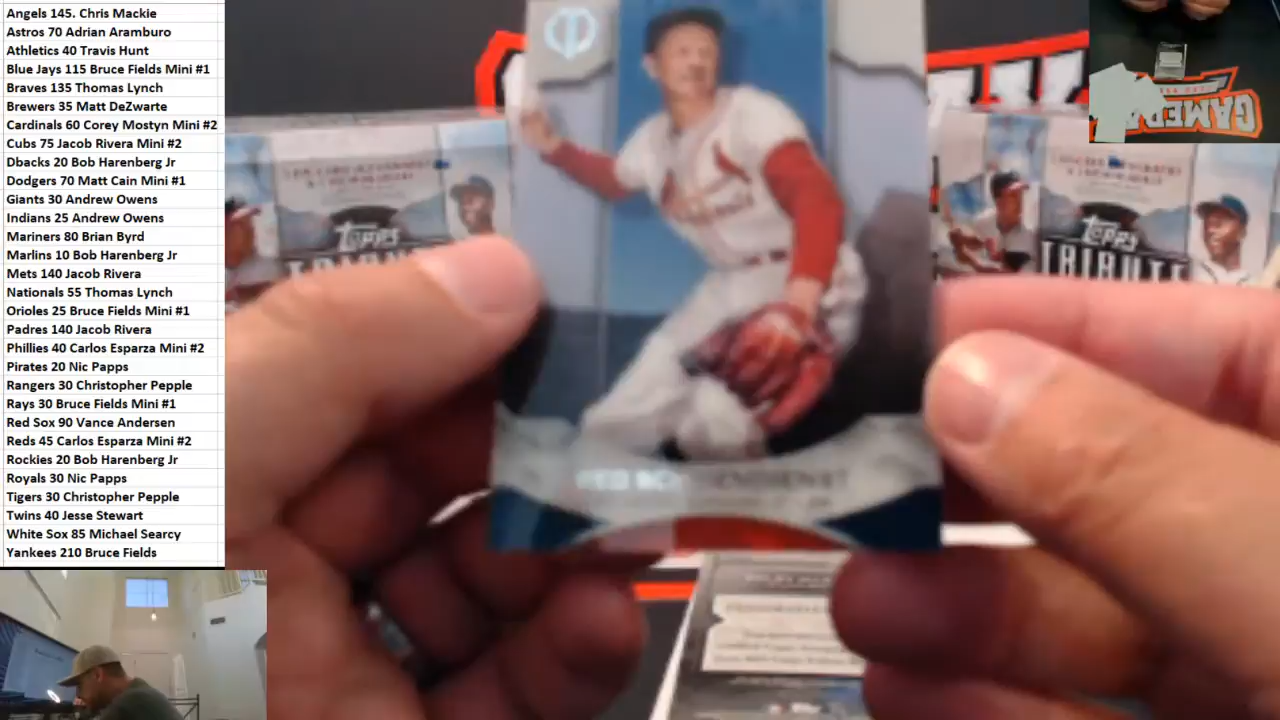 Angels 145. Chris Mackie
Astros 70 Adrian Aramburo
Athletics 40 Travis Hunt
Blue Jays 115 Bruce Fields Mini #1
Braves 135 Thomas Lynch
Brewers 35 Matt DeZwarte
Cardinals 60 Corey Mostyn Mini #2
Cubs 75 Jacob Rivera Mini #2
Dbacks 20 Bob Harenberg Jr
Dodgers 70 Matt Cain Mini #1
Giants 30 Andrew Owens
Indians 25 Andrew Owens
Mariners 80 Brian Byrd
Marlins 10 Bob Harenberg Jr
Mets 140 Jacob Rivera
Nationals 55 Thomas Lynch
Orioles 25 Bruce Fields Mini #1
Padres 140 Jacob Rivera
Phillies 40 Carlos Esparza Mini #2
Pirates 20 Nic Papps
Rangers 30 Christopher Pepple
Rays 30 Bruce Fields Mini #1
Red Sox 90 Vance Andersen
Reds 45 Carlos Esparza Mini #2
Rockies 20 Bob Harenberg Jr
Royals 30 Nic Papps
Tigers 30 Christopher Pepple
Twins 40 Jesse Stewart
White Sox 85 Michael Searcy
Yankees 210 Bruce Fields
Topps
Topps
TRIBUTE